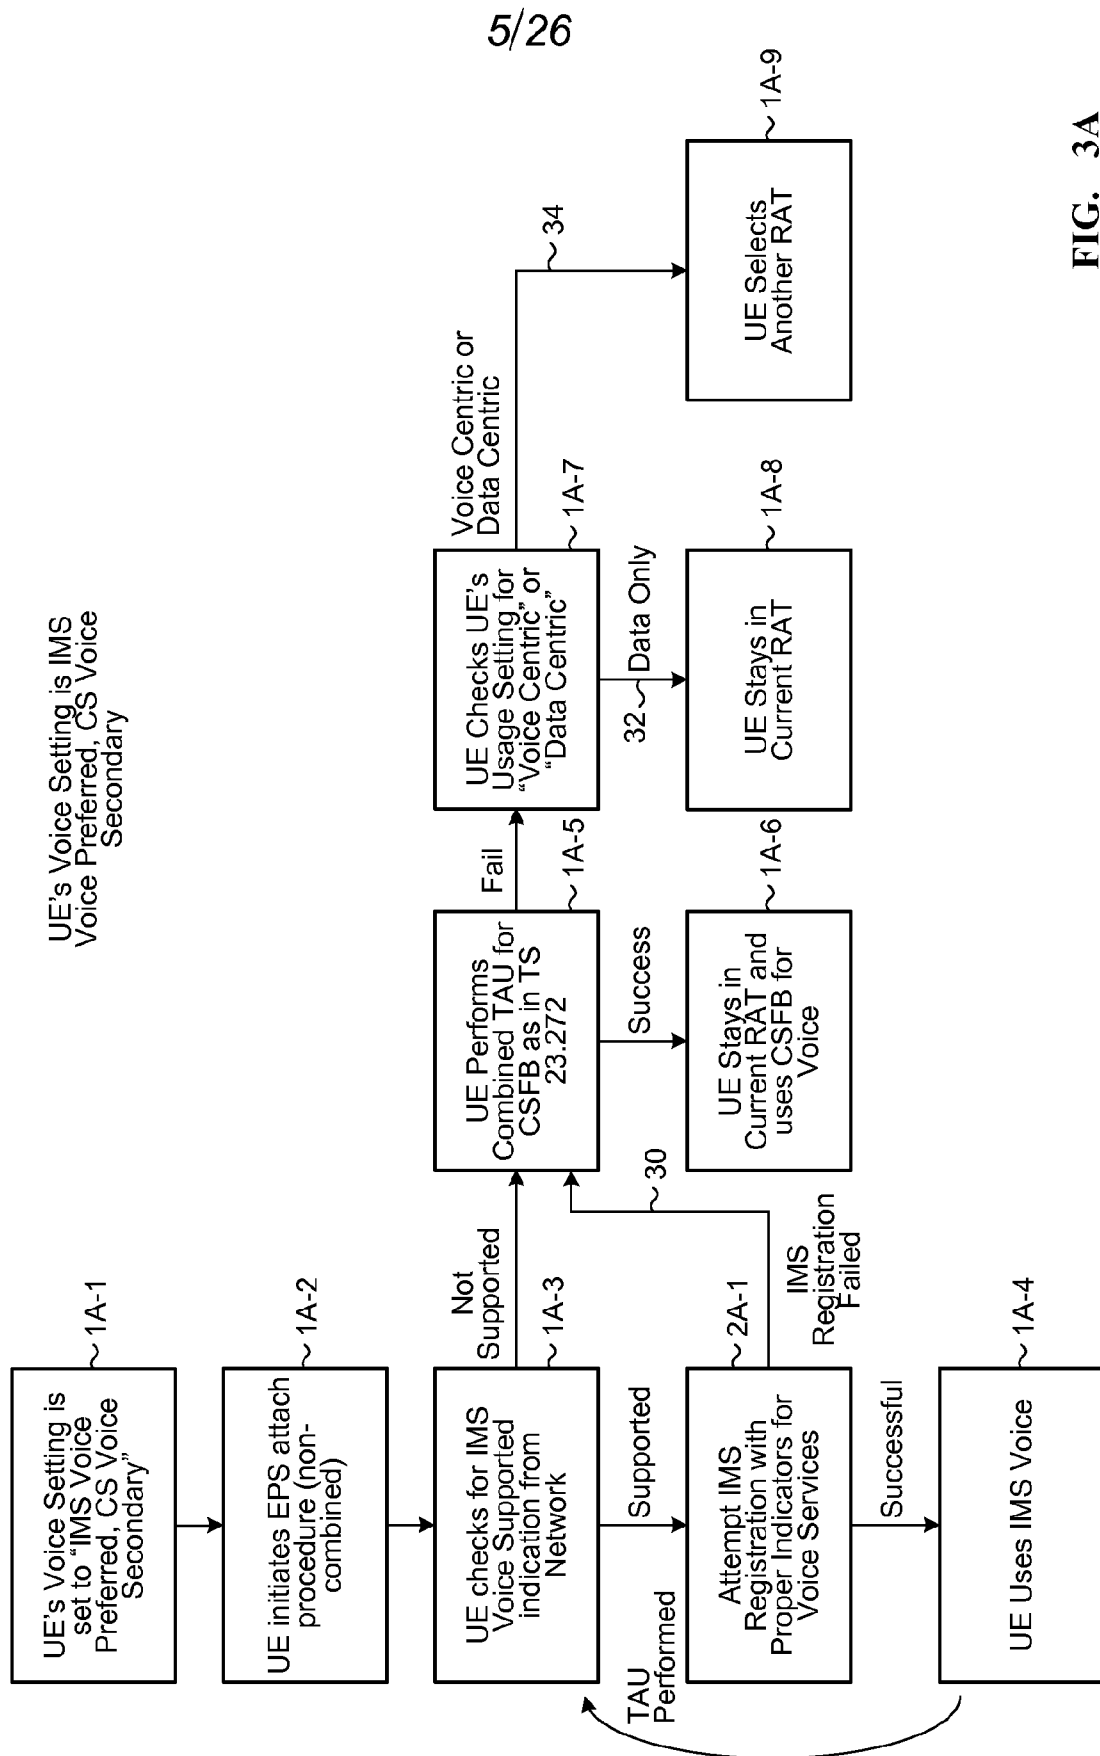 5/26
UE's Voice Setting is IMS
Voice Preferred, CS Voice
Secondary
UE's Voice Setting is
set to “IMS Voice
Preferred, CS Voice
Secondary”
1A-1
UE initiates EPS attach
procedure (non-
combined)
1A-2
UE checks for IMS
Voice Supported
indication from
Network
1A-3
Not
Supported
Supported
TAU
Performed
Attempt IMS
Registration with
Proper Indicators for
Voice Services
2A-1
IMS
Registration
Failed
30
Successful
UE Uses IMS Voice
1A-4
UE Performs
Combined TAU for
CSFB as in TS
23.272
1A-5
Fail
Success
UE Stays in
Current RAT and
uses CSFB for
Voice
1A-6
UE Checks UE's
Usage Setting for
“Voice Centric” or
“Data Centric”
1A-7
Voice Centric or
Data Centric
32
Data Only
UE Stays in
Current RAT
1A-8
34
UE Selects
Another RAT
1A-9
FIG. 3A